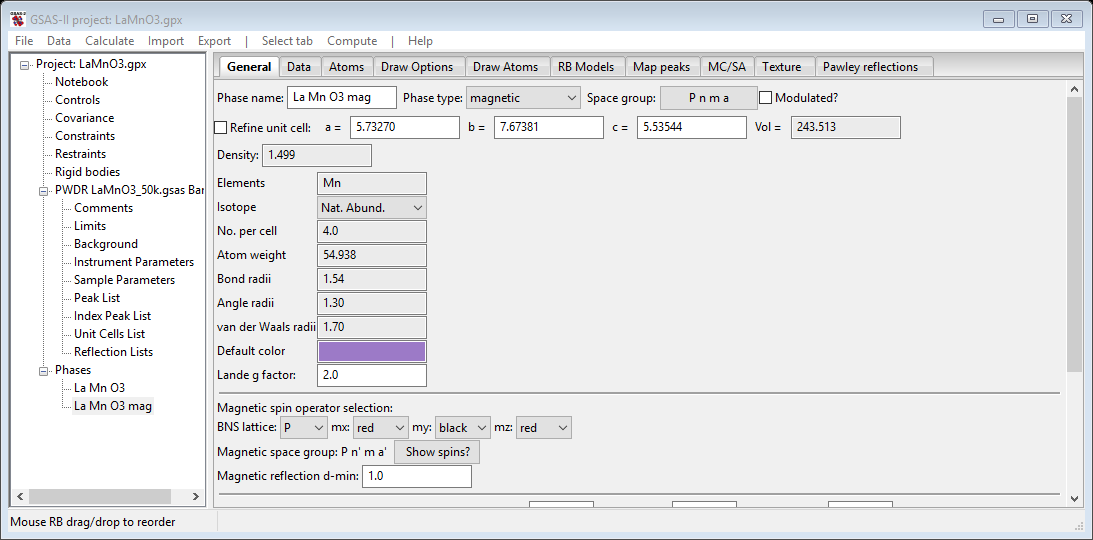 GSAS-II project: LaMnO3.gpx
File Data Calculate Import Export | Select tab Compute | Help
Project: LaMnO3.gpx
Notebook
Controls
Covariance
Constraints
Restraints
Rigid bodies
PWDR LaMnO3_50k.gsas Bar
Comments
Limits
Background
Instrument Parameters
Sample Parameters
Peak List
Index Peak List
Unit Cells List
Reflection Lists
Phases
La Mn O3
La Mn O3 mag
General Data Atoms Draw Options Draw Atoms RB Models Map peaks MC/SA Texture Pawley reflections
Phase name: La Mn O3 mag Phase type: magnetic Space group: P n m a Modulated?
Refine unit cell: a = 5.73270 b = 7.67381 c = 5.53544 Vol = 243.513
Density: 1.499
Elements Mn
Isotope Nat. Abund.
No. per cell 4.0
Atom weight 54.938
Bond radii 1.54
Angle radii 1.30
van der Waals radii 1.70
Default color
Lande g factor: 2.0
Magnetic spin operator selection:
BNS lattice: P mx: red my: black mz: red
Magnetic space group: P n' m a' Show spins?
Magnetic reflection d-min: 1.0
Mouse RB drag/drop to reorder